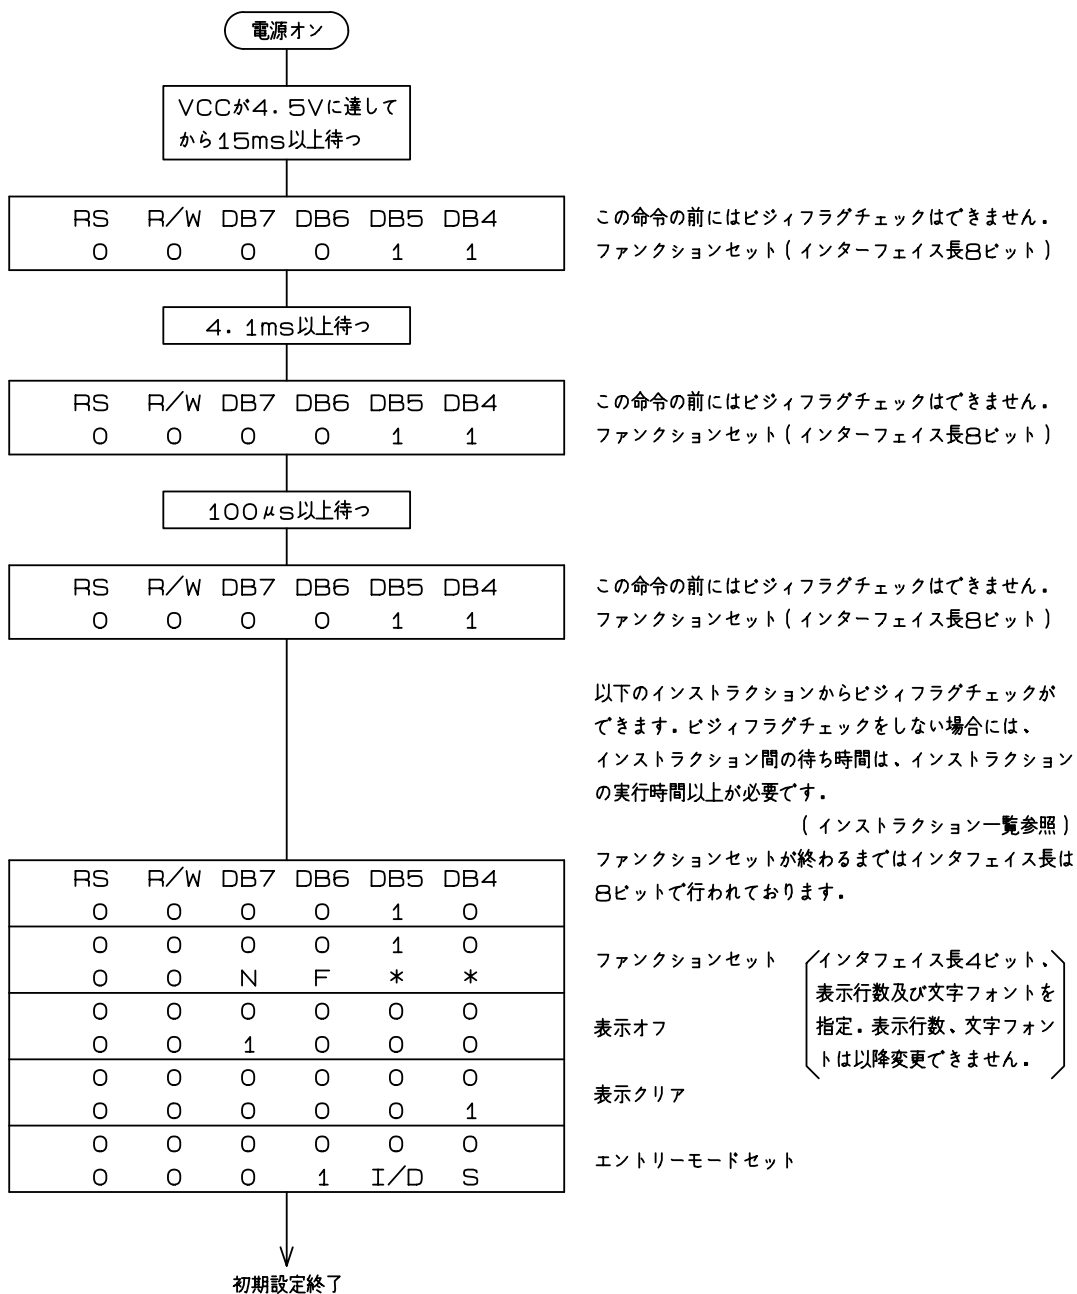 電源オン
VCCが4.5Vに達して
から15ms以上待つ
RS R/W DB7 DB6 DB5 DB4
0 0 0 0 1 1
この命令の前にはビジィフラグチェックはできません.
ファンクションセット(インターフェイス長8ビット)
4.1ms以上待つ
RS R/W DB7 DB6 DB5 DB4
0 0 0 0 1 1
この命令の前にはビジィフラグチェックはできません.
ファンクションセット(インターフェイス長8ビット)
100μs以上待つ
RS R/W DB7 DB6 DB5 DB4
0 0 0 0 1 1
この命令の前にはビジィフラグチェックはできません.
ファンクションセット(インターフェイス長8ビット)
以下のインストラクションからビジィフラグチェックが
できます.ビジィフラグチェックをしない場合には、
インストラクション間の待ち時間は、インストラクション
の実行時間以上が必要です.
(インストラクション一覧参照)
ファンクションセットが終わるまではインタフェイス長は
8ビットで行われております.
RS R/W DB7 DB6 DB5 DB4
0 0 0 0 1 0
0 0 0 0 1 0
0 0 N F * *
0 0 0 0 0 0
0 0 1 0 0 0
0 0 0 0 0 0
0 0 0 0 0 1
0 0 0 0 0 0
0 0 0 1 I/D S
ファンクションセット
インタフェイス長4ビット、
表示行数及び文字フォントを
指定.表示行数、文字フォン
トは以降変更できません.
表示オフ
表示クリア
エントリーモードセット
初期設定終了